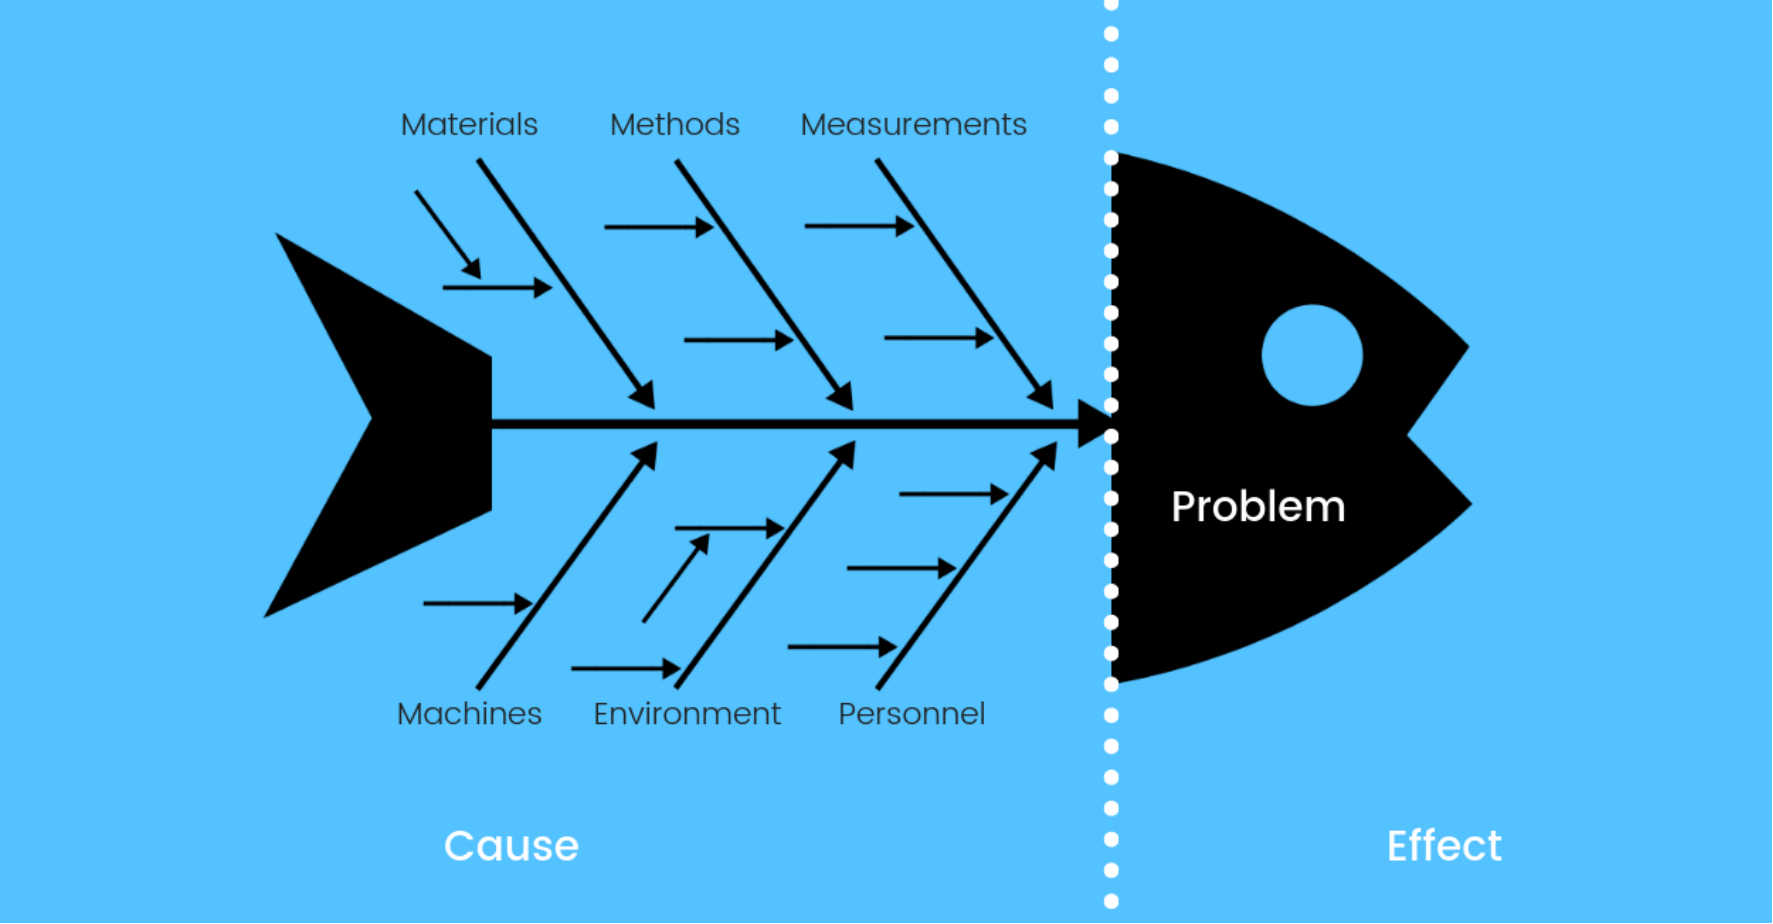 Materials
Methods
Measurements
Problem
Machines
Environment
Personnel
Cause
Effect